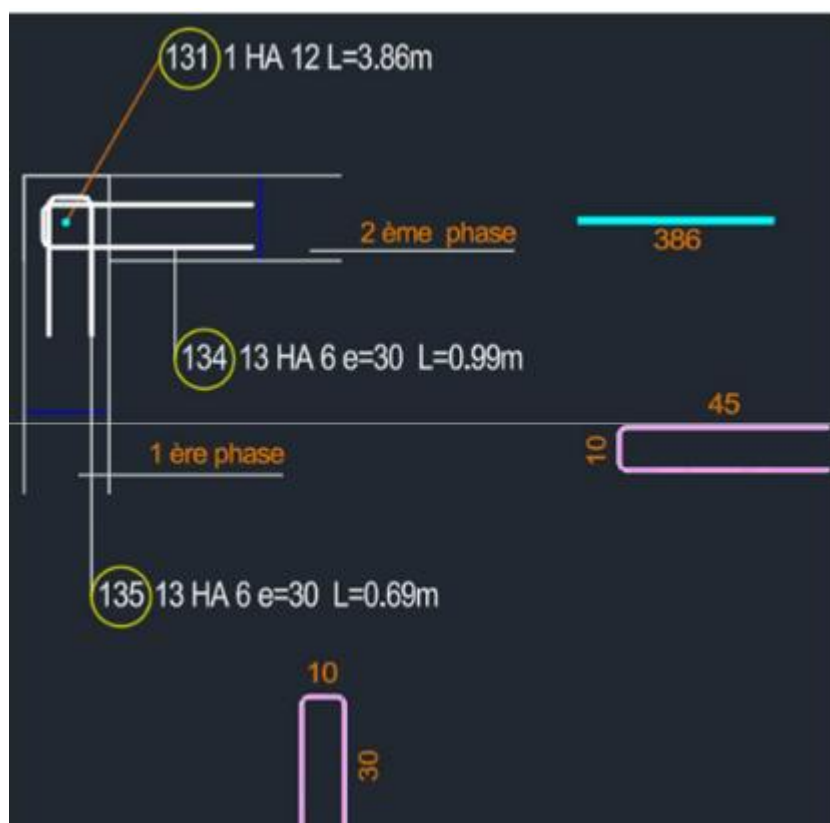 131 1 HA 12 L=3.86m
2 ème phase
386
134 13 HA 6 e=30 L=0.99m
45
10
1 ère phase
135 13 HA 6 e=30 L=0.69m
10
30